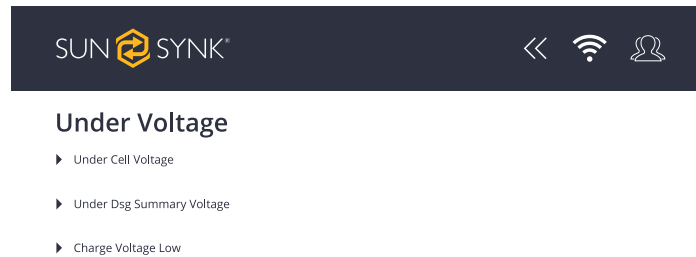 SUN SYNK®
Under Voltage
Under Cell Voltage
Under Dsg Summary Voltage
Charge Voltage Low